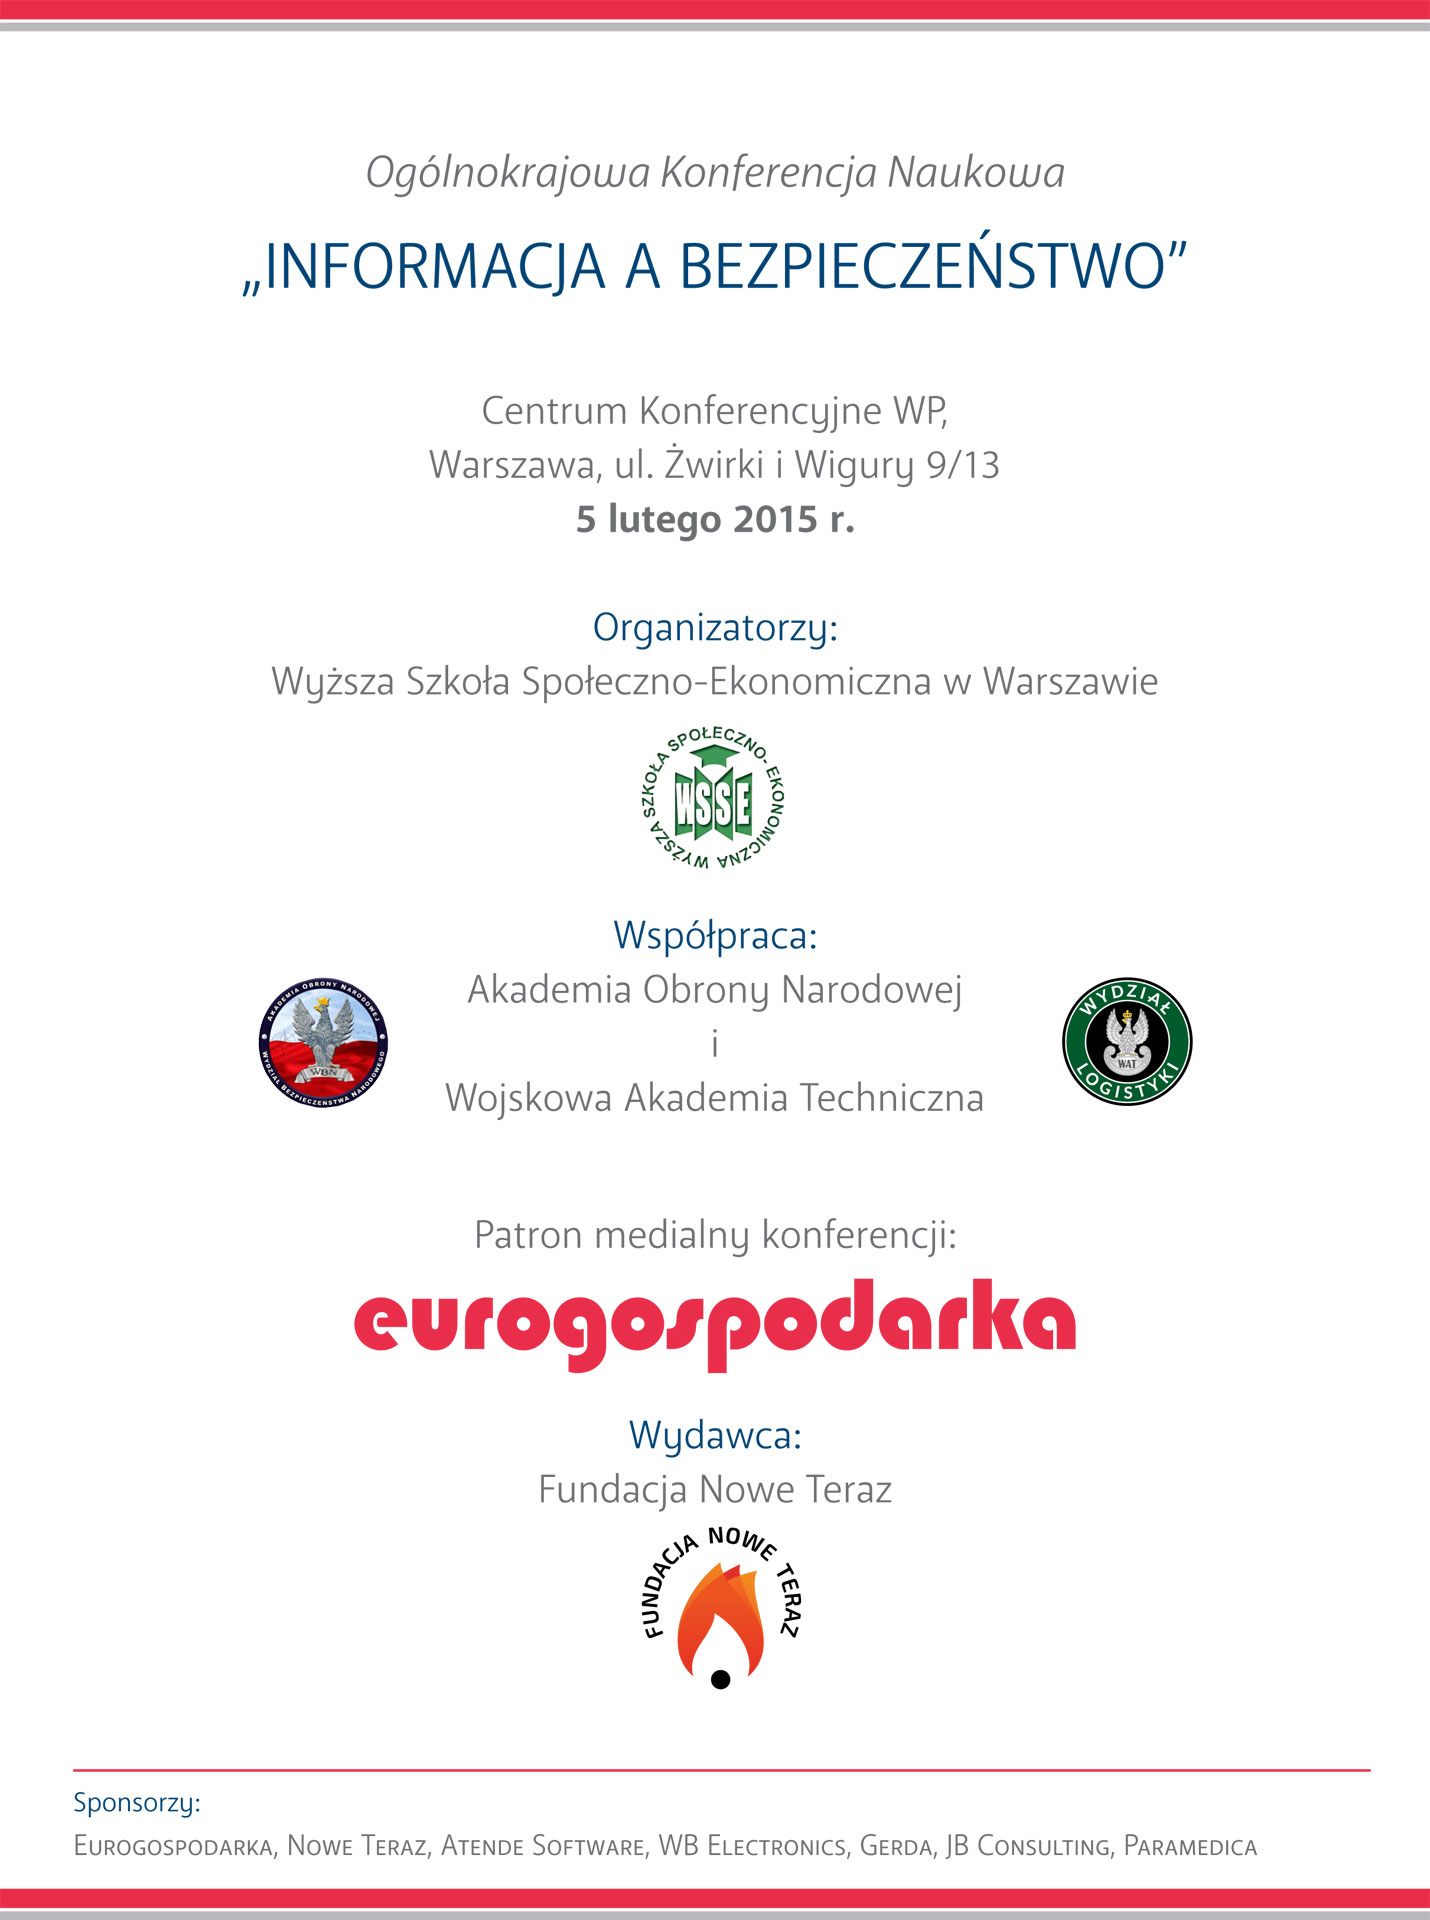 Ogólnokrajowa Konferencja Naukowa
„INFORMACJA A BEZPIECZEŃSTWO”
Centrum Konferencyjne WP,
Warszawa, ul. Żwirki i Wigury 9/13
5 lutego 2015 r.
Organizatorzy:
Wyższa Szkoła Społeczno-Ekonomiczna w Warszawie
WYŻSZA SZKOŁA SPOŁECZNO-EKONOMICZNA
WSSE
Współpraca:
Akademia Obrony Narodowej
i
Wojskowa Akademia Techniczna
AKADEMIA OBRONY NARODOWEJ
WBN
WYDZIAŁ BEZPIECZEŃSTWA NARODOWEGO
WYDZIAŁ
WAT
LOGISTYKI
Patron medialny konferencji:
eurogospodarka
Wydawca:
Fundacja Nowe Teraz
FUNDACJA NOWE TERAZ
Sponsorzy:
Eurogospodarka, Nowe Teraz, Atende Software, WB Electronics, Gerda, JB Consulting, Paramedica